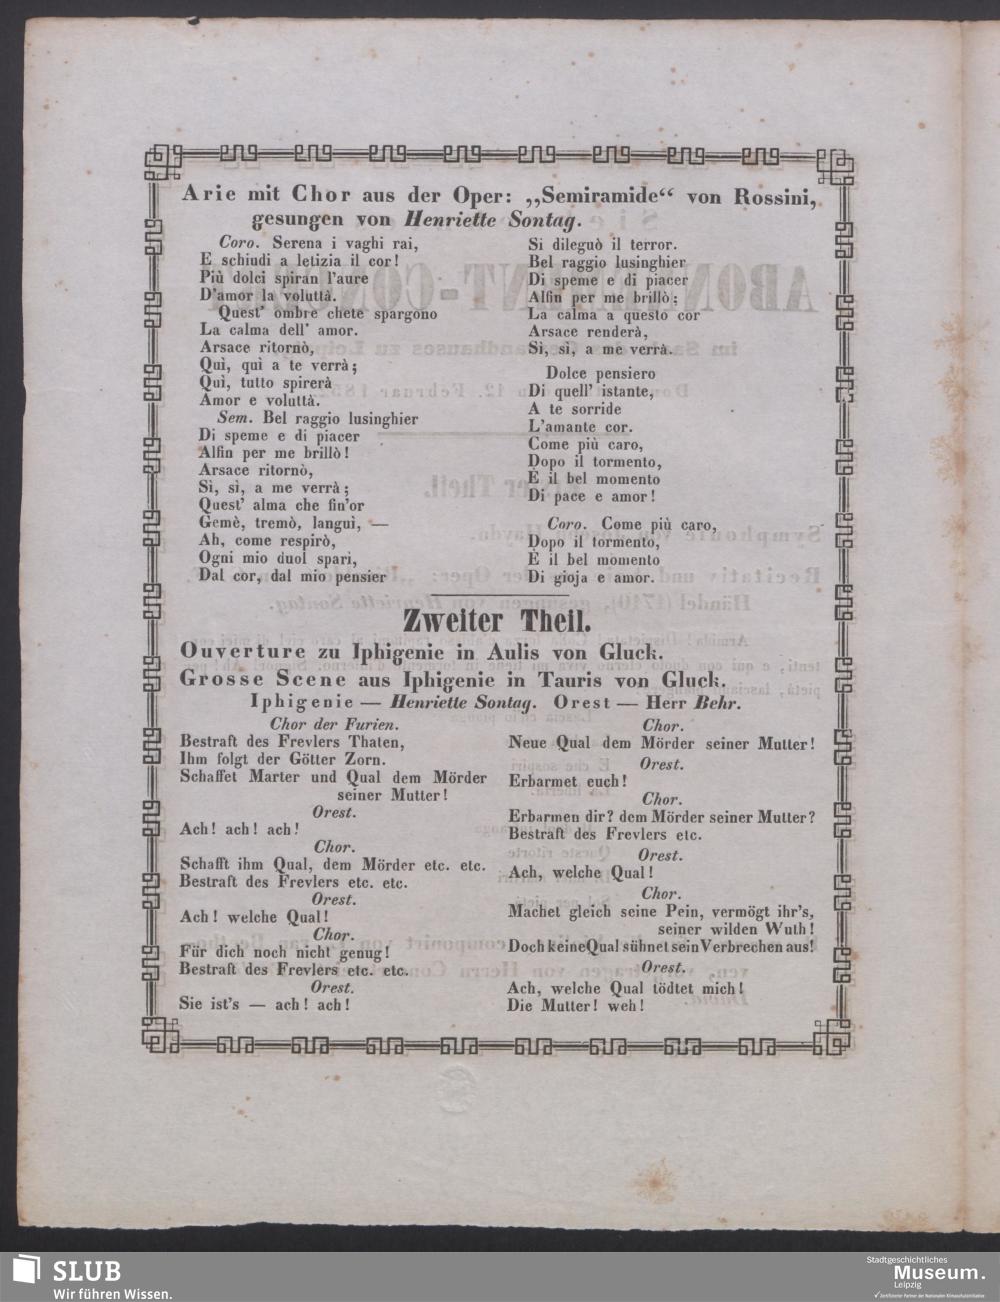 Arie mit Chor aus der Oper: „Semiramide“ von Rossini,
gesungen von Henriette Sontag.
Coro. Serena i vaghi rai,
E schiudi a letizia il cor!
Più dolci spiran l'aure
D'amor la voluttà.
Quest' ombre chete spargono
La calma dell' amor.
Arsace ritornò,
Quì, quì a te verrà;
Quì, tutto spirerà
Amor e voluttà.
Sem. Bel raggio lusinghier
Di speme e di piacer
Alfin per me brillò!
Arsace ritornò,
Sì, sì, a me verrà;
Quest' alma che fin'or
Gemè, tremò, languì, —
Ah, come respirò,
Ogni mio duol spari,
Dal cor, dal mio pensier
Si dileguò il terror.
Bel raggio lusinghier
Di speme e di piacer
Alfin per me brillò;
La calma a questo cor
Arsace renderà,
Sì, sì, a me verrà.
Dolce pensiero
Di quell' istante,
A te sorride
L'amante cor.
Come più caro,
Dopo il tormento,
È il bel momento
Di pace e amor!
Coro. Come più caro,
Dopo il tormento,
È il bel momento
Di gioja e amor.
Zweiter Theil.
Ouverture zu Iphigenie in Aulis von Gluck.
Grosse Scene aus Iphigenie in Tauris von Gluck.
Iphigenie — Henriette Sontag. Orest — Herr Behr.
Chor der Furien.
Bestraft des Frevlers Thaten,
Ihm folgt der Götter Zorn.
Schaffet Marter und Qual dem Mörder
seiner Mutter!
Orest.
Ach! ach! ach!
Chor.
Schafft ihm Qual, dem Mörder etc. etc.
Bestraft des Frevlers etc. etc.
Orest.
Ach! welche Qual!
Chor.
Für dich noch nicht genug!
Bestraft des Frevlers etc. etc.
Orest.
Sie ist's — ach! ach!
Chor.
Neue Qual dem Mörder seiner Mutter!
Orest.
Erbarmet euch!
Chor.
Erbarmen dir? dem Mörder seiner Mutter?
Bestraft des Frevlers etc.
Orest.
Ach, welche Qual!
Chor.
Machet gleich seine Pein, vermögt ihr's,
seiner wilden Wuth!
Doch keine Qual sühnet sein Verbrechen aus!
Orest.
Ach, welche Qual tödtet mich!
Die Mutter! weh!
SLUB
Wir führen Wissen.
Stadtgeschichtliches
Museum.
Leipzig